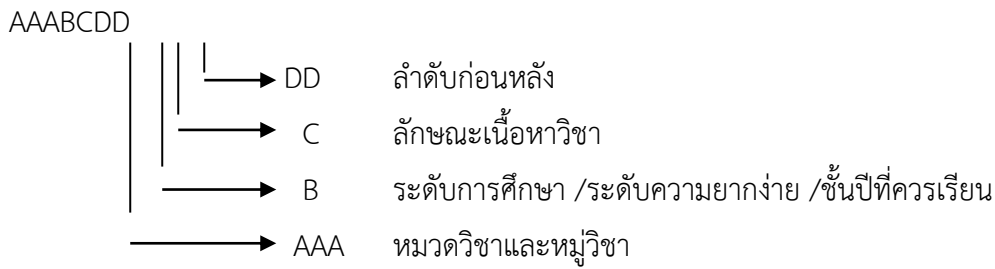 AAABCDD
DD ลำดับก่อนหลัง
C ลักษณะเนื้อหาวิชา
B ระดับการศึกษา /ระดับความยากง่าย /ชั้นปีที่ควรเรียน
AAA หมวดวิชาและหมู่วิชา